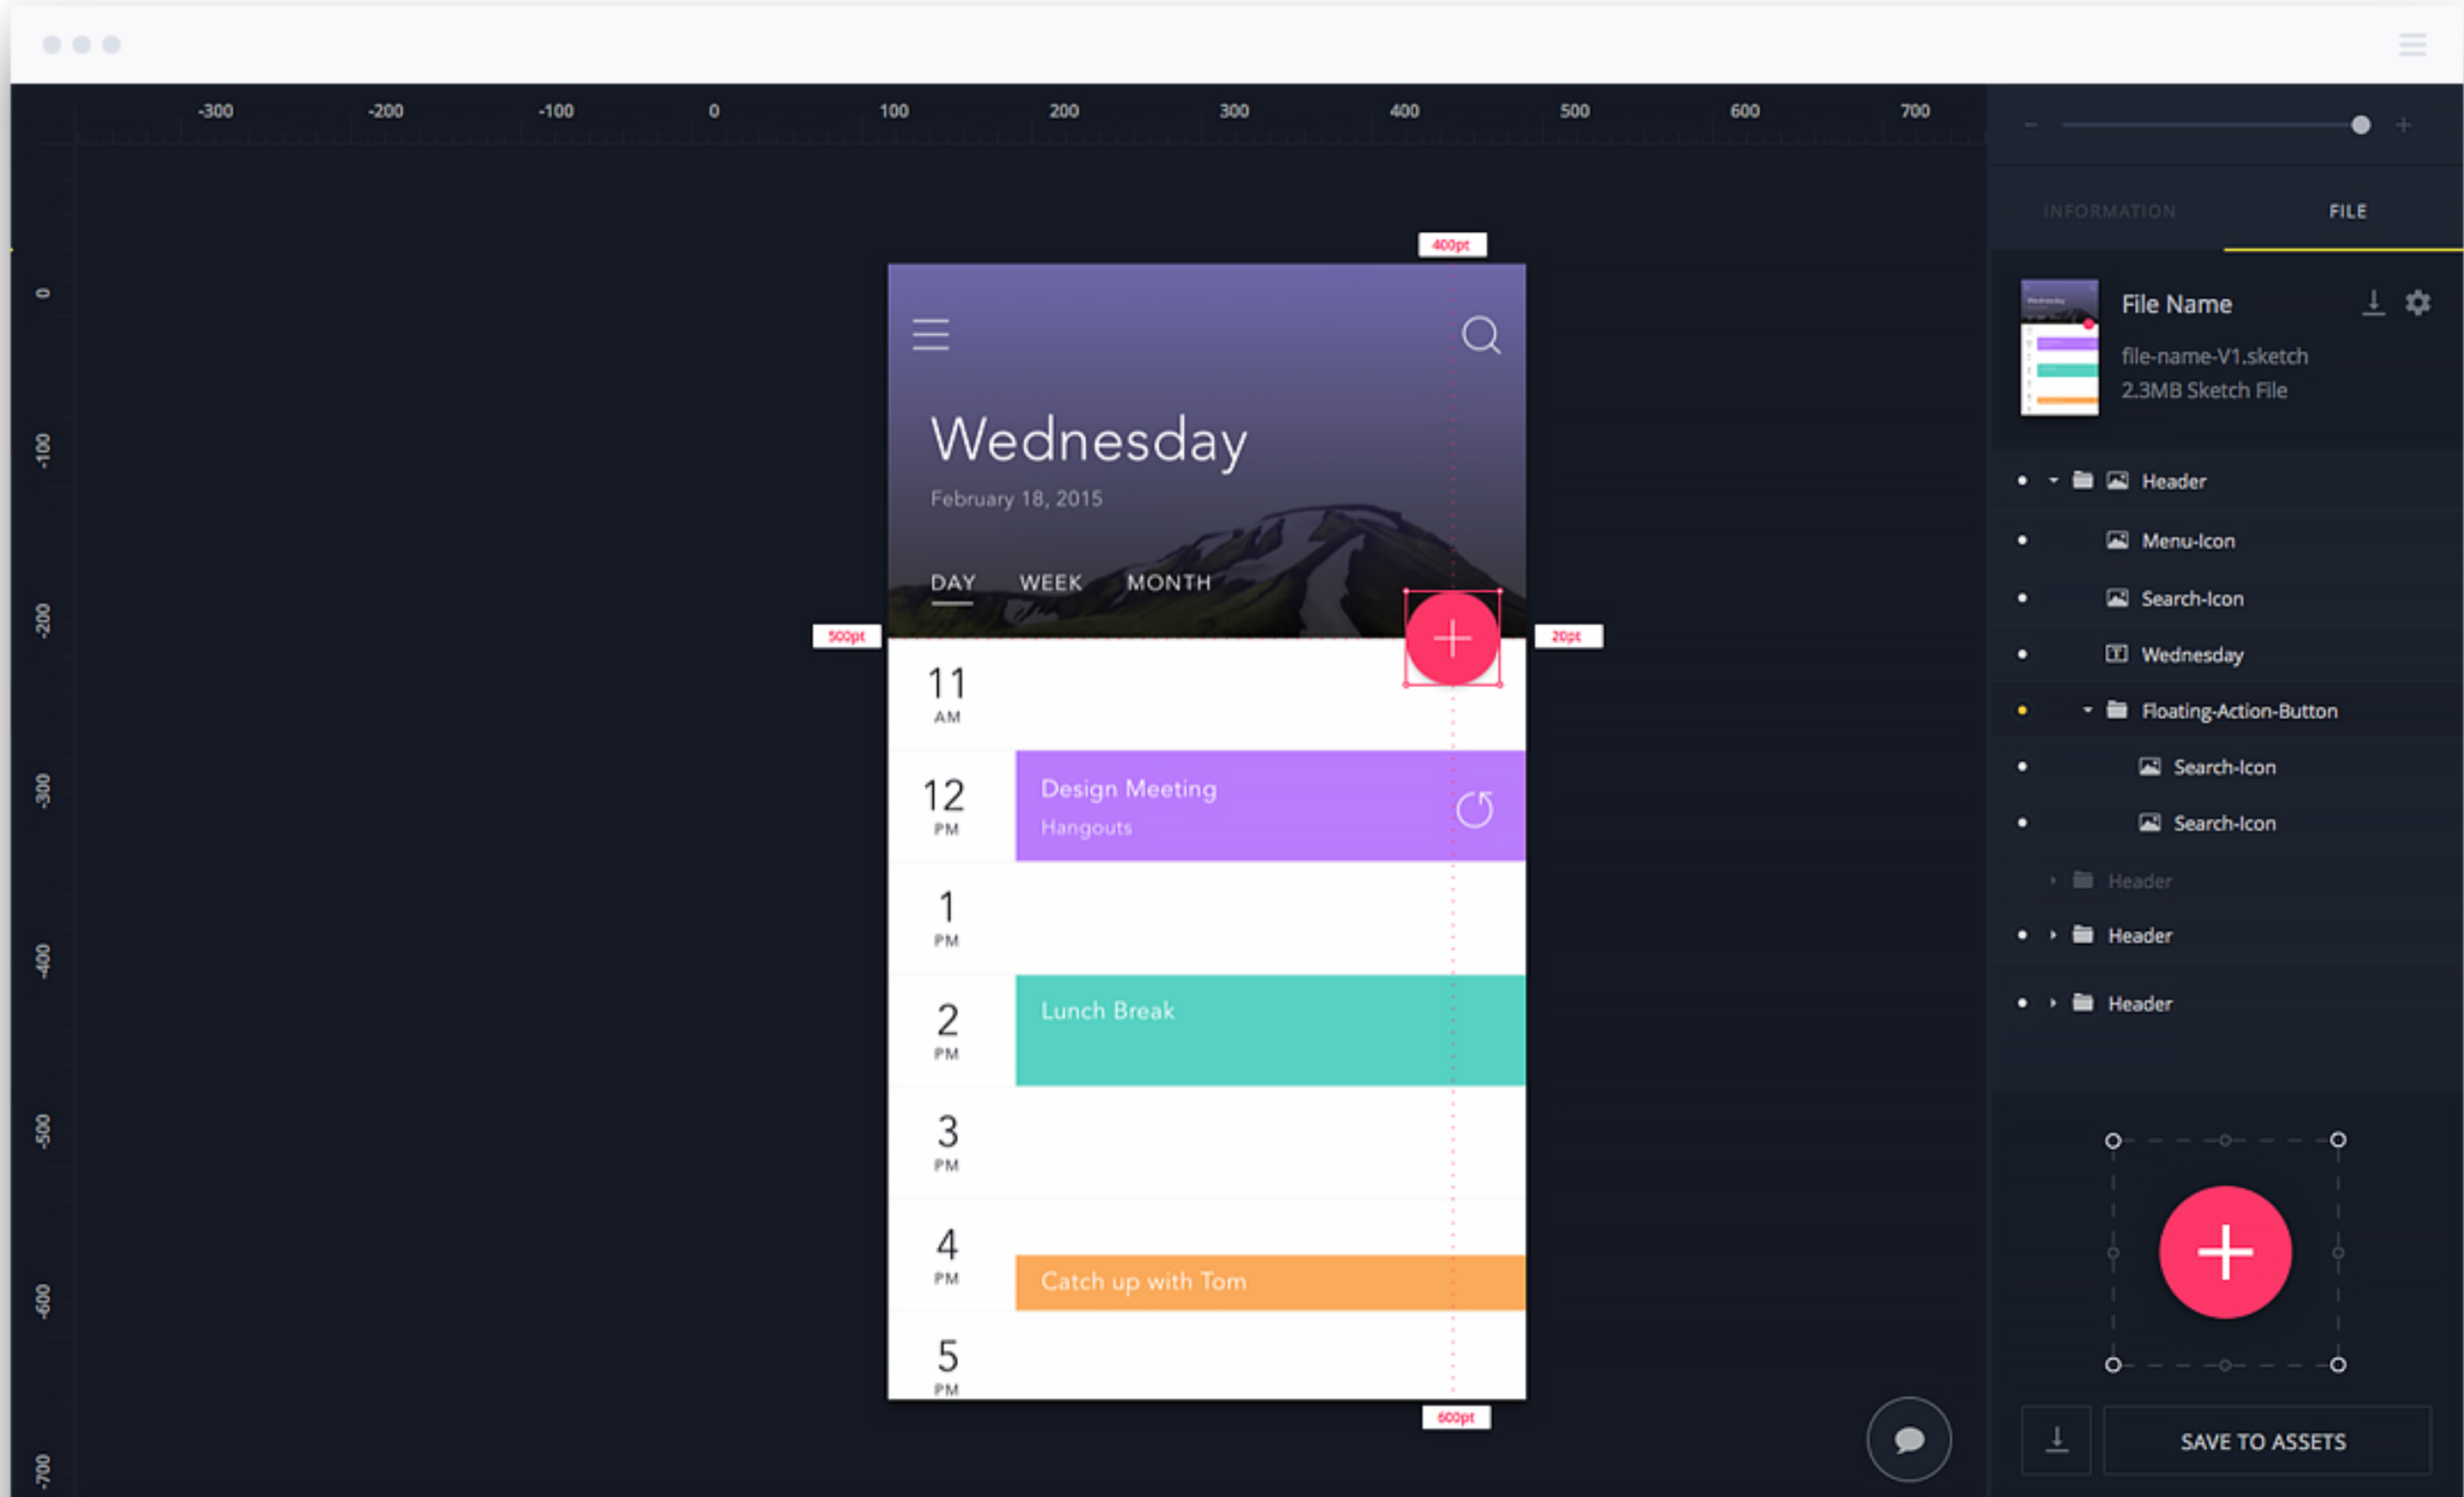 -300 -200 -100 0 100 200 300 400 500 600 700
0
-100
-200
-300
-400
-500
-600
-700
400pt
Wednesday
February 18, 2015
DAY WEEK MONTH
500pt
20pt
11
AM
12
PM
Design Meeting
Hangouts
1
PM
2
PM
Lunch Break
3
PM
4
PM
Catch up with Tom
5
PM
600pt
INFORMATION FILE
Wednesday
File Name
file-name-V1.sketch
2.3MB Sketch File
Header
Menu-Icon
Search-Icon
Wednesday
Floating-Action-Button
Search-Icon
Search-Icon
Header
Header
Header
SAVE TO ASSETS